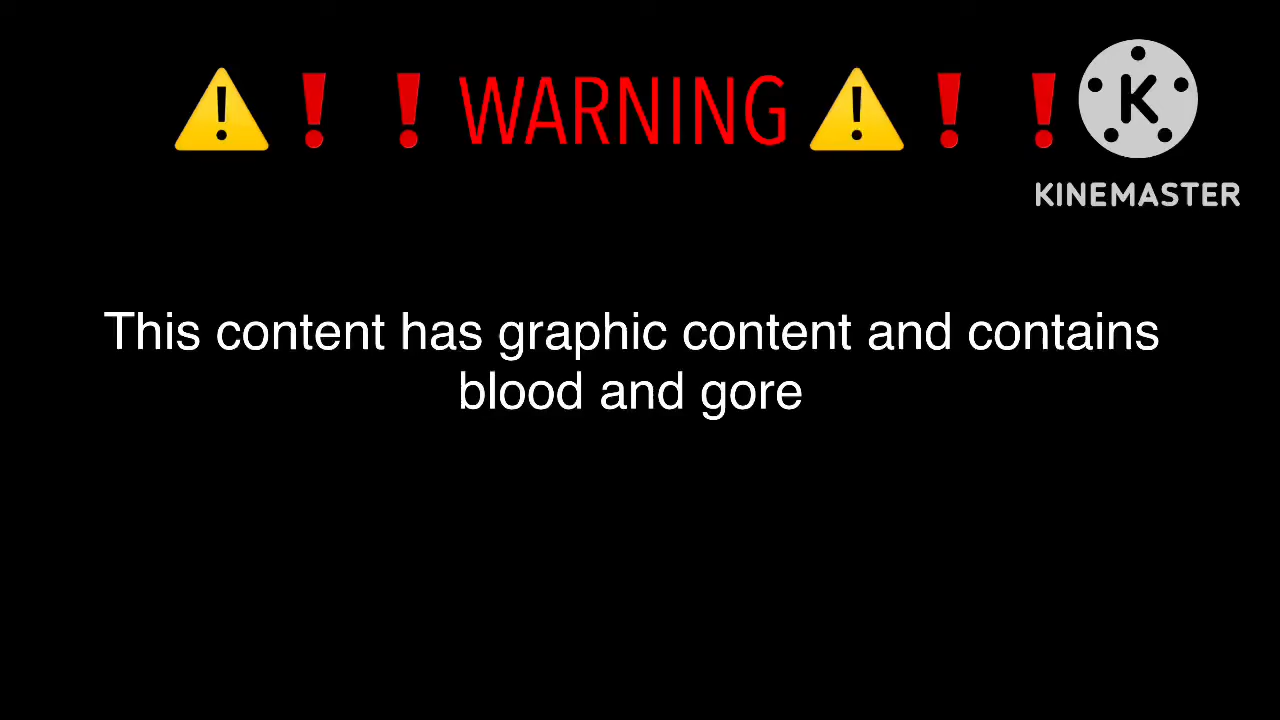 ⚠️❗❗WARNING⚠️❗❗
K
KINEMASTER
This content has graphic content and contains
blood and gore